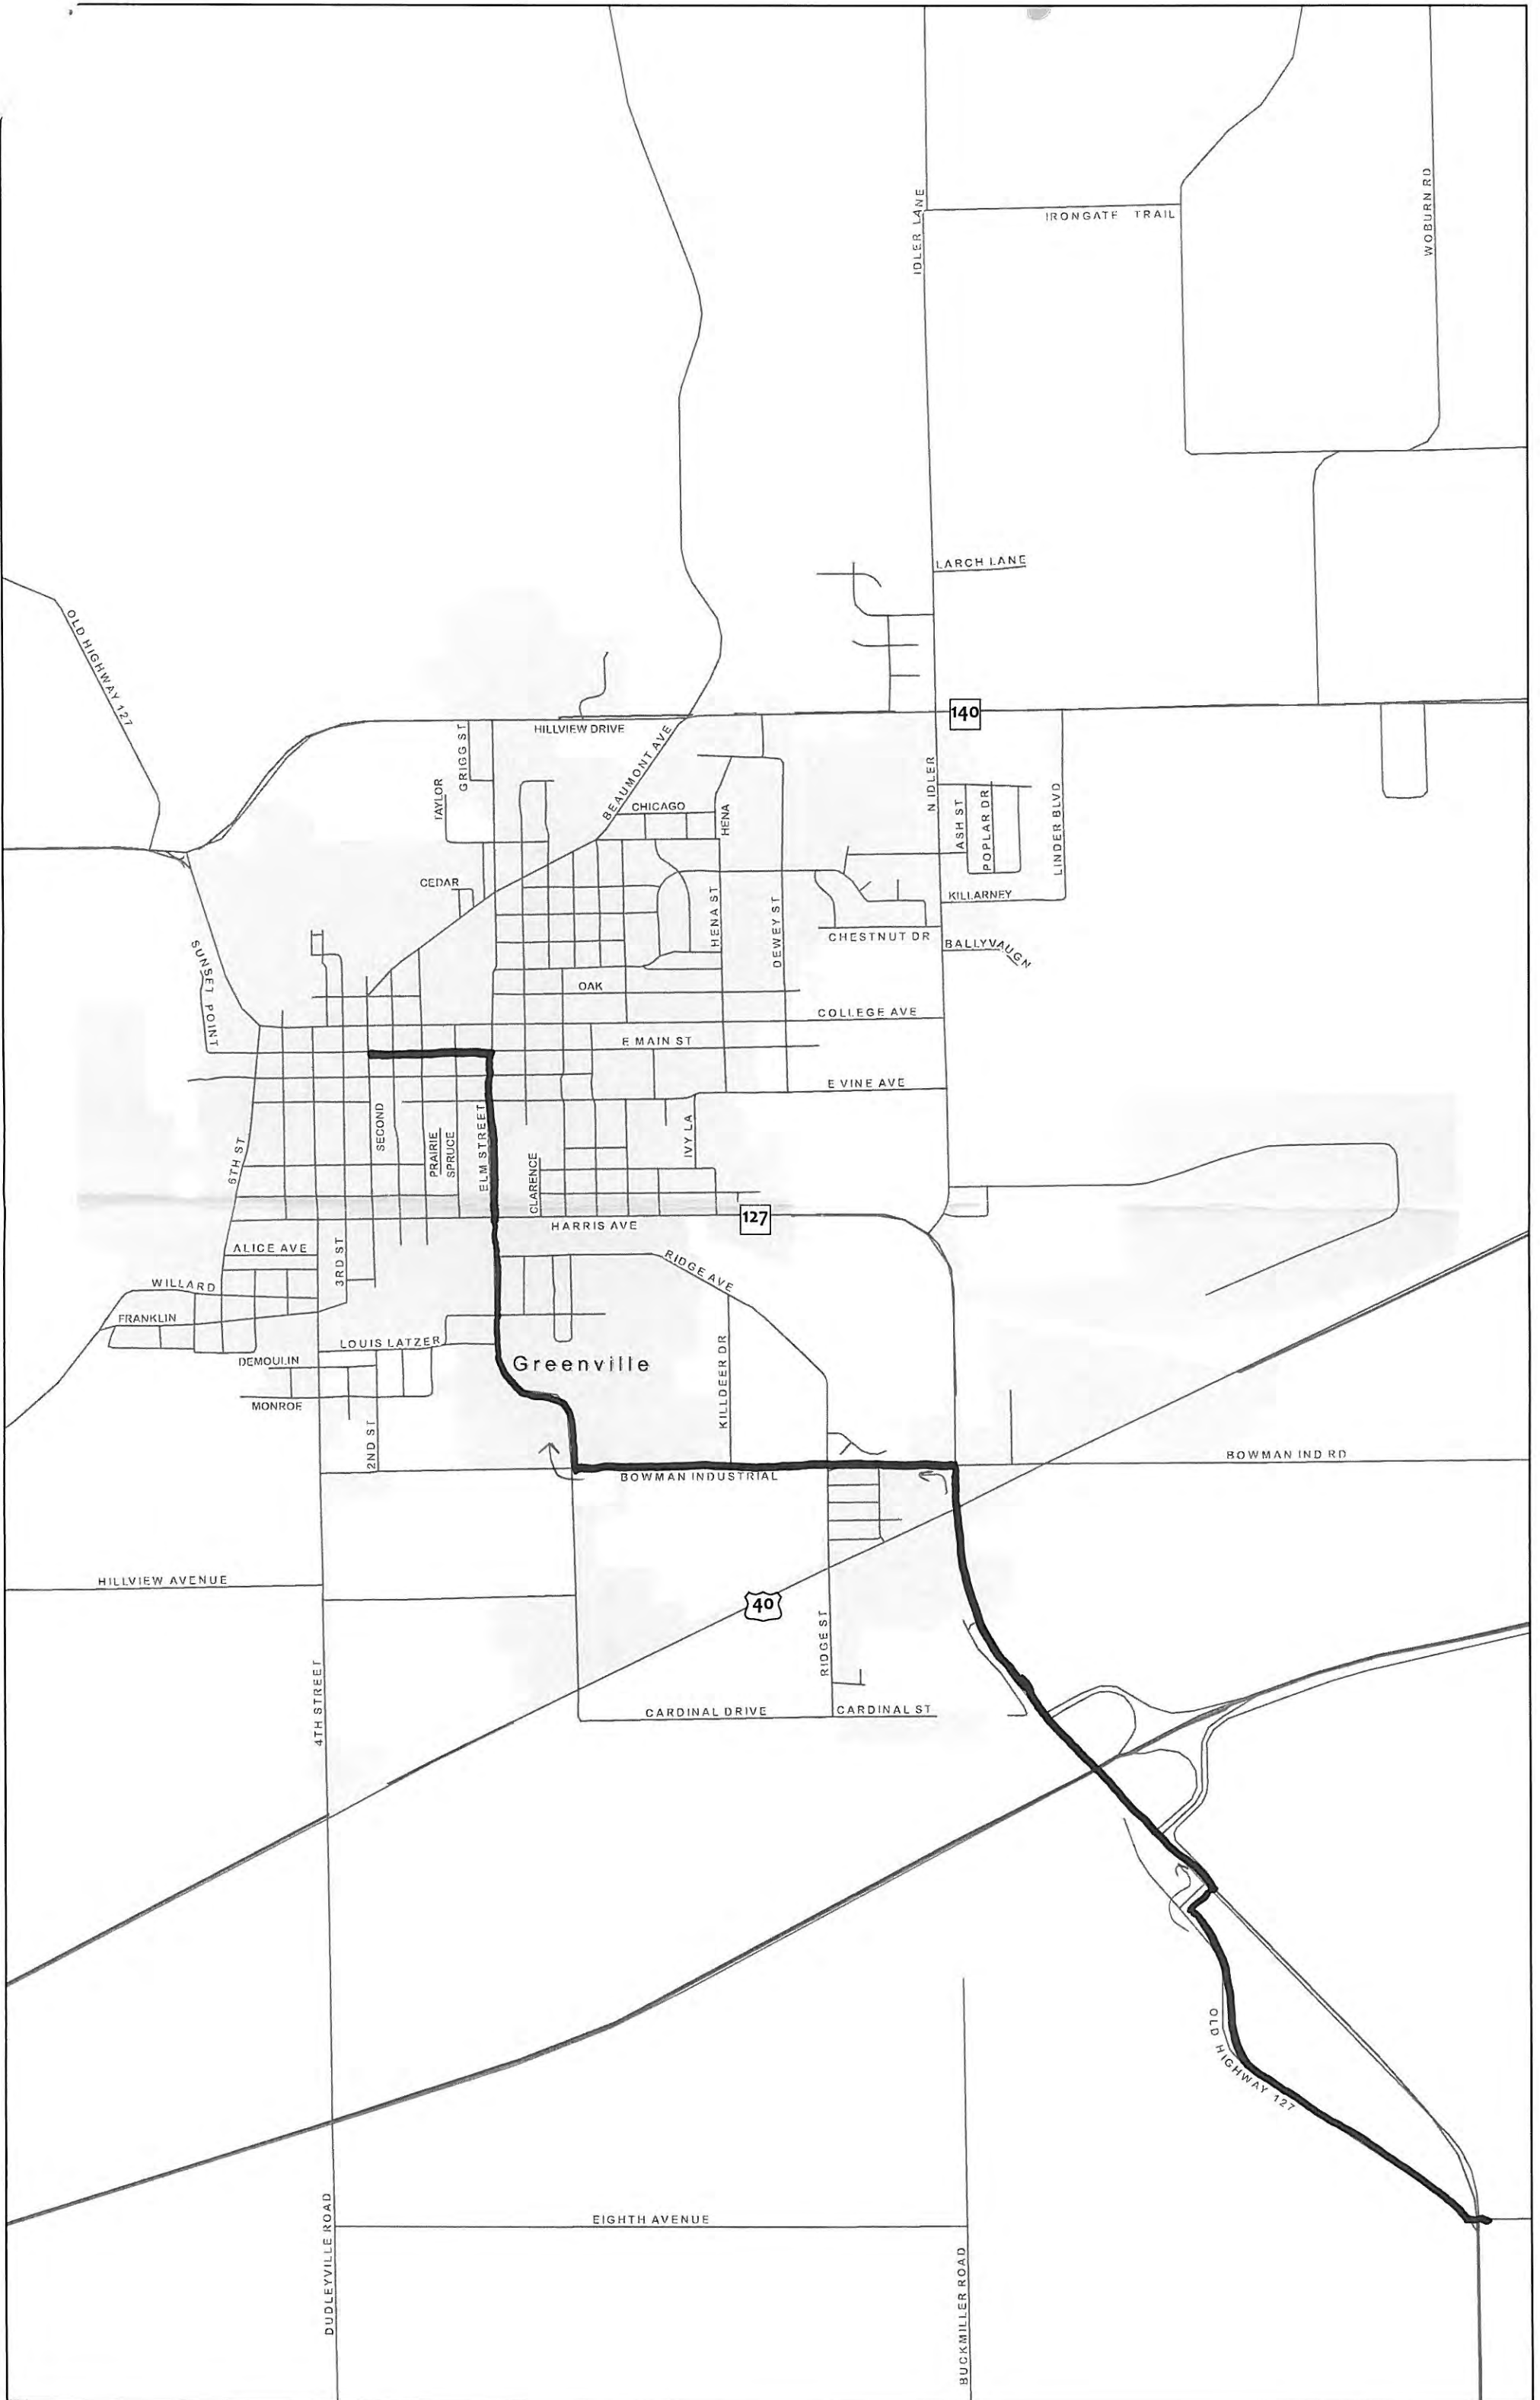 IDLER LANE
IRONGATE TRAIL
WOBURN RD
LARCH LANE
OLD HIGHWAY 127
140
HILLVIEW DRIVE
GRIGG ST
BEAUMONT AVE
TAYLOR
CHICAGO
HENA
N IDLER
ASH ST
POPLAR DR
LINDER BLVD
CEDAR
KILLARNEY
HENA ST
DEWEY ST
CHESTNUT DR
BALLYVAUGN
SUNSET POINT
OAK
COLLEGE AVE
E MAIN ST
E VINE AVE
SECOND
PRAIRIE
SPRUCE
ELM STREET
IVY LA
6TH ST
CLARENCE
127
HARRIS AVE
ALICE AVE
3RD ST
RIDGE AVE
WILLARD
FRANKLIN
LOUIS LATZER
DEMOULIN
Greenville
KILLDEER DR
MONROE
2ND ST
BOWMAN IND RD
BOWMAN INDUSTRIAL
HILLVIEW AVENUE
40
RIDGE ST
4TH STREET
CARDINAL DRIVE
CARDINAL ST
OLD HIGHWAY 127
EIGHTH AVENUE
DUDLEYVILLE ROAD
BUCKMILLER ROAD